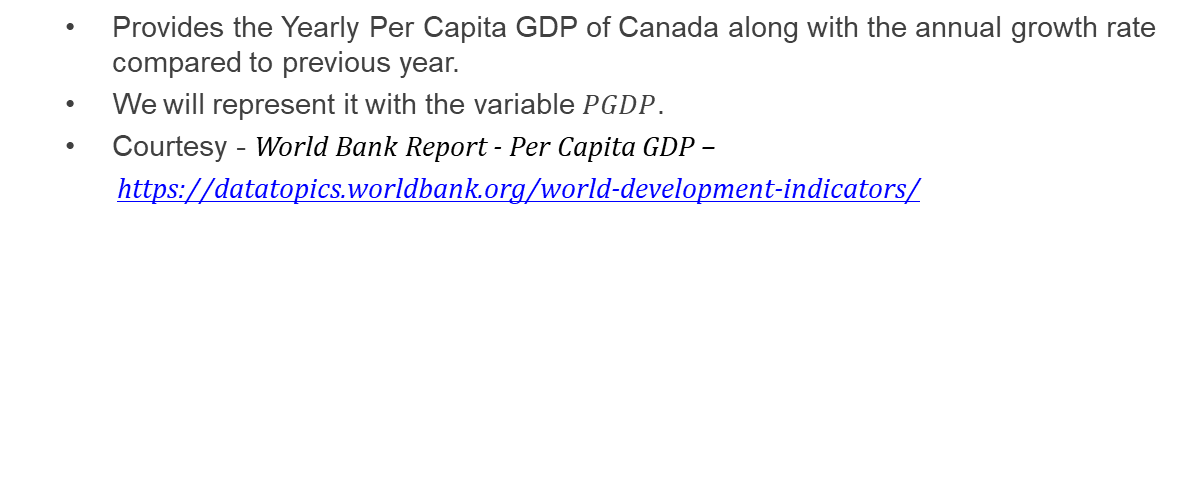 • Provides the Yearly Per Capita GDP of Canada along with the annual growth rate
compared to previous year.
• We will represent it with the variable PGDP.
• Courtesy - World Bank Report - Per Capita GDP –
https://datatopics.worldbank.org/world-development-indicators/